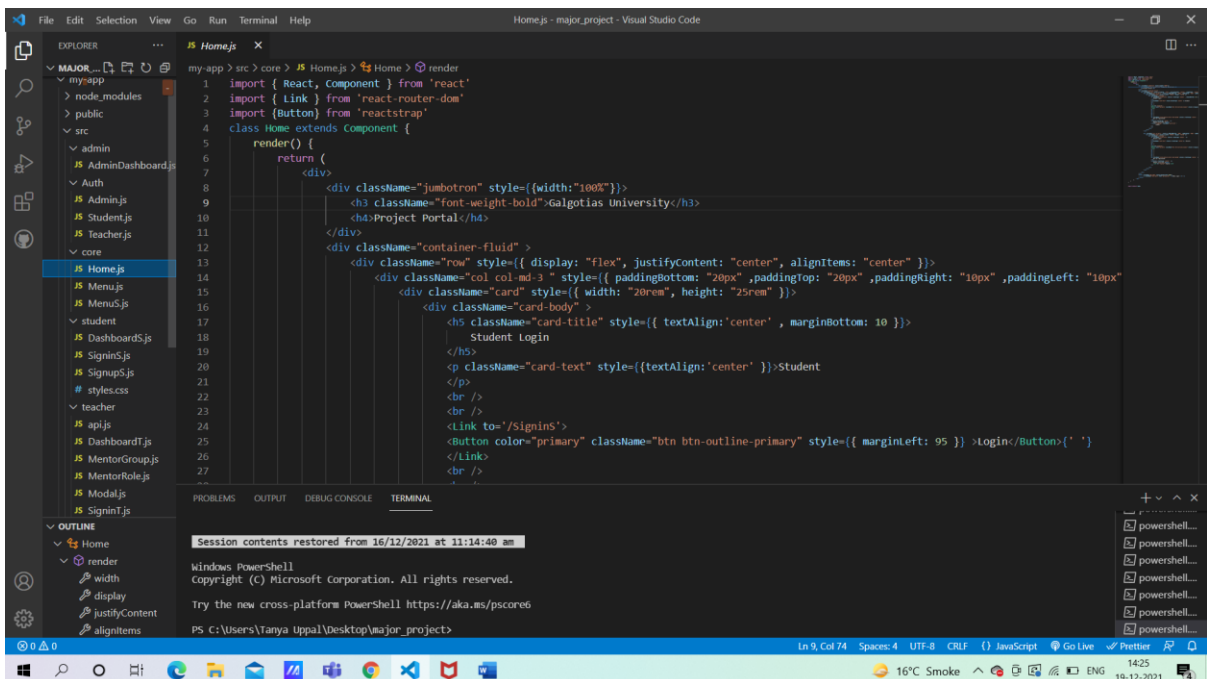 File Edit Selection View Go Run Terminal Help
Home.js - major_project - Visual Studio Code
EXPLORER
MAJOR_...
my-app
node_modules
public
src
admin
JS AdminDashboard.js
Auth
JS Admin.js
JS Student.js
JS Teacher.js
core
JS Home.js
JS Menu.js
JS MenuS.js
student
JS DashboardS.js
JS SigninS.js
JS SignupS.js
# styles.css
teacher
JS api.js
JS DashboardT.js
JS MentorGroup.js
JS MentorRole.js
JS Modal.js
JS SigninT.js
OUTLINE
Home
render
width
display
justifyContent
alignItems
JS Home.js
my-app > src > core > JS Home.js > Home > render
1 import { React, Component } from 'react'
2 import { Link } from 'react-router-dom'
3 import {Button} from 'reactstrap'
4 class Home extends Component {
5 render() {
6 return (
7 <div>
8 <div className="jumbotron" style={{width:"100%"}}>
9 <h3 className="font-weight-bold">Galgotias University</h3>
10 <h4>Project Portal</h4>
11 </div>
12 <div className="container-fluid" >
13 <div className="row" style={{ display: "flex", justifyContent: "center", alignItems: "center" }}>
14 <div className="col col-md-3 " style={{ paddingBottom: "20px" ,paddingTop: "20px" ,paddingRight: "10px" ,paddingLeft: "10px"
15 <div className="card" style={{ width: "20rem", height: "25rem" }}>
16 <div className="card-body" >
17 <h5 className="card-title" style={{ textAlign:'center' , marginBottom: 10 }}>
18 Student Login
19 </h5>
20 <p className="card-text" style={{textAlign:'center' }}>Student
21 </p>
22 <br />
23 <br />
24 <Link to='/SigninS'>
25 <Button color="primary" className="btn btn-outline-primary" style={{ marginLeft: 95 }} >Login</Button>{' '}
26 </Link>
27 <br />
PROBLEMS OUTPUT DEBUG CONSOLE TERMINAL
Session contents restored from 16/12/2021 at 11:14:40 am
Windows PowerShell
Copyright (C) Microsoft Corporation. All rights reserved.
Try the new cross-platform PowerShell https://aka.ms/pscore6
PS C:\Users\Tanya Uppal\Desktop\major_project>
powershell....
powershell....
powershell....
powershell....
powershell....
powershell....
powershell....
0 0
Ln 9, Col 74 Spaces: 4 UTF-8 CRLF {} JavaScript Go Live Prettier
16°C Smoke ENG
14:25
19-12-2021